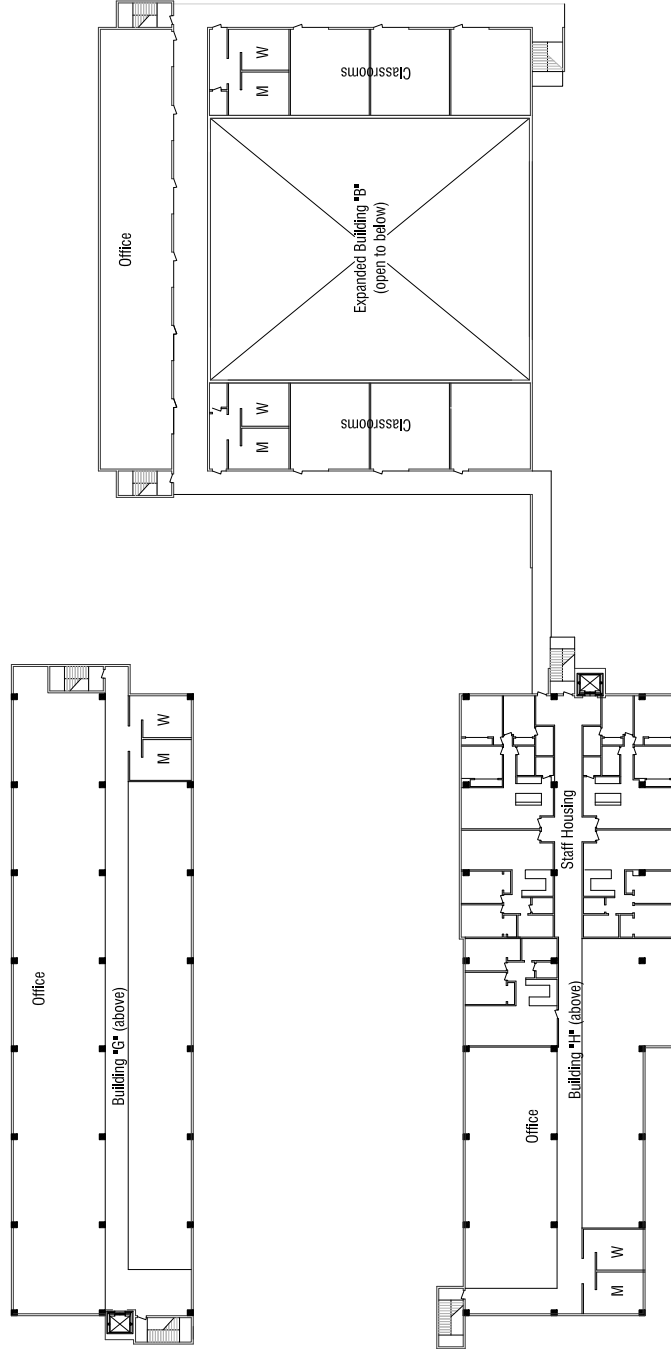 Office
W
M
Classrooms
Expanded Building "B"
(open to below)
W
M
Classrooms
Office
Building "G" (above)
W
M
Staff Housing
Building "H" (above)
Office
W
M